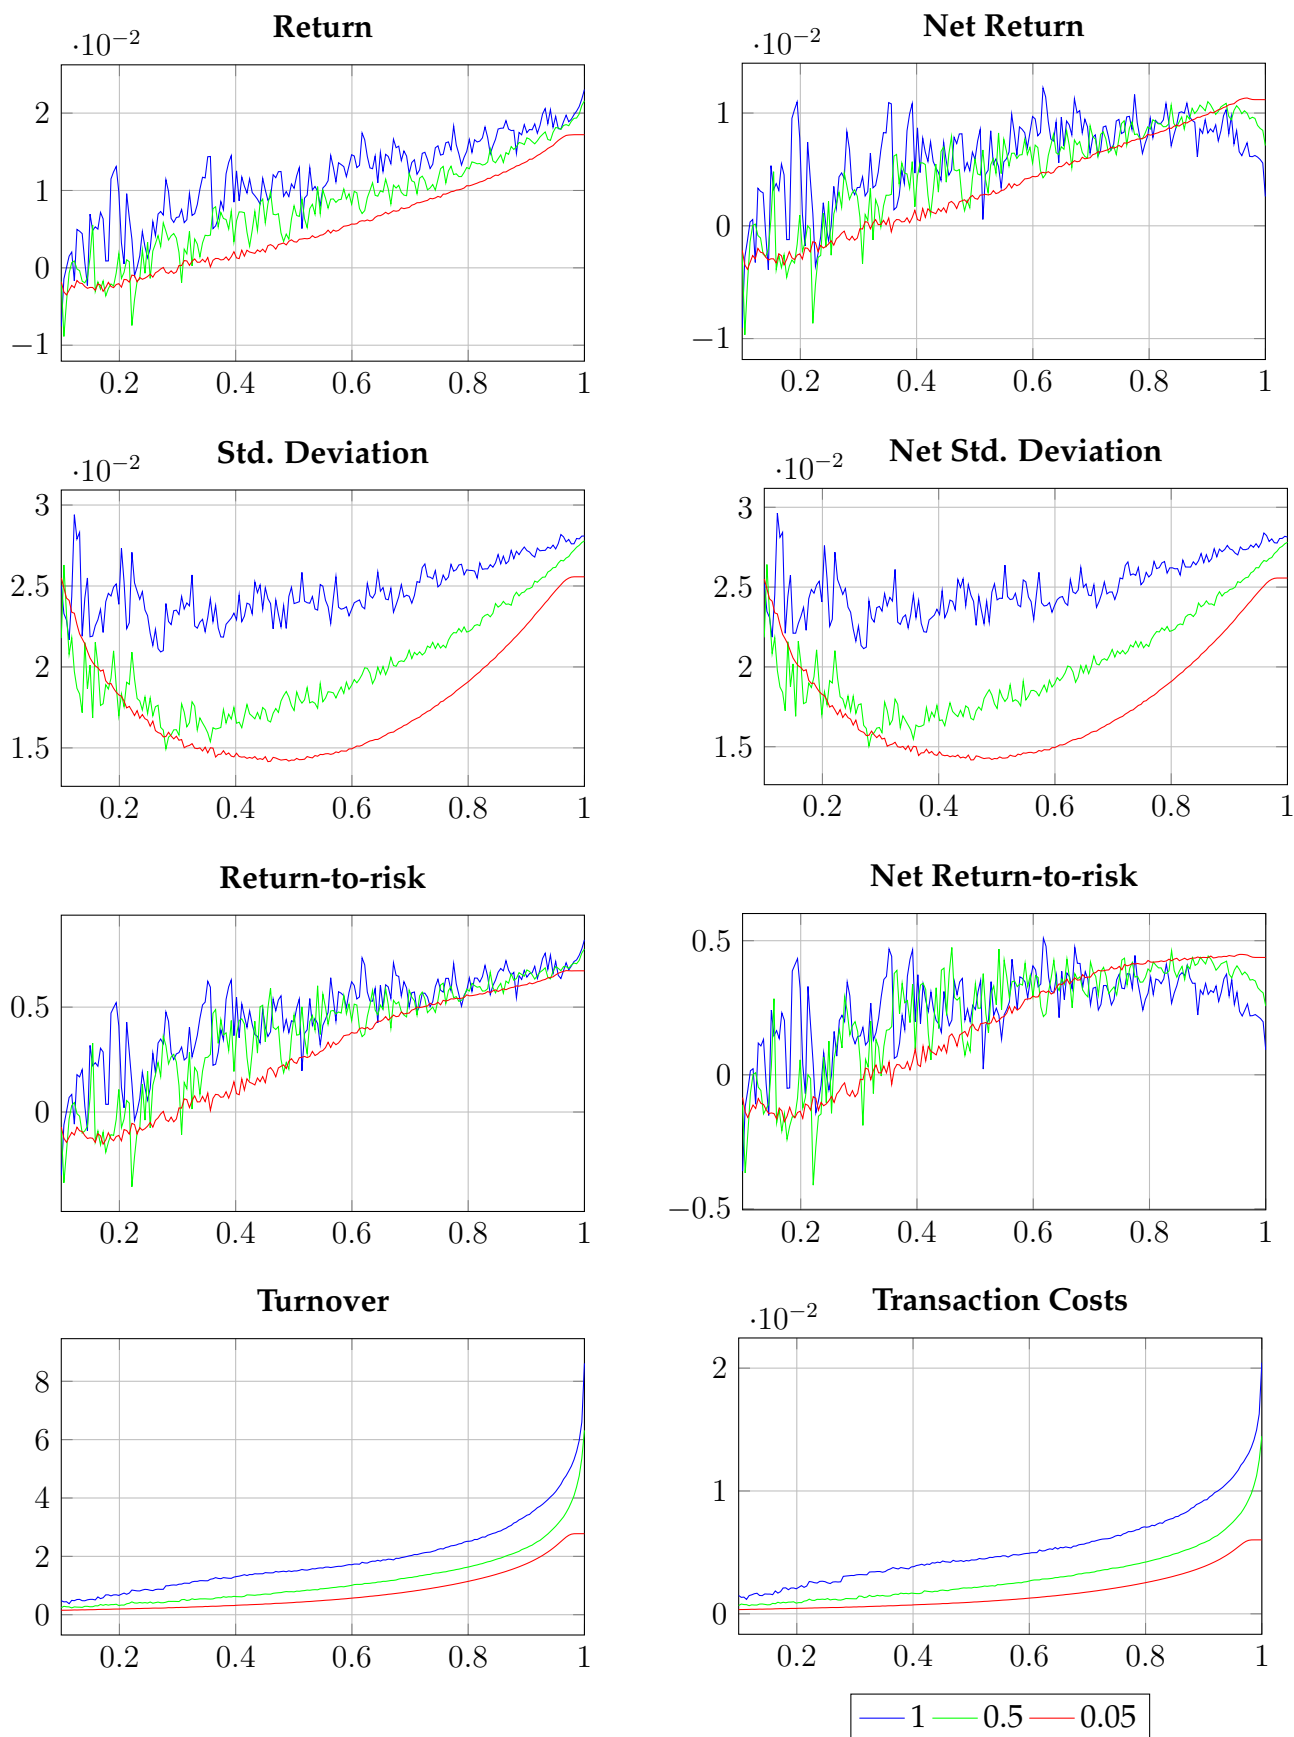 Return
·10−2
2
1
0
−1
0.2 0.4 0.6 0.8 1
Net Return
·10−2
1
0
−1
0.2 0.4 0.6 0.8 1
Std. Deviation
·10−2
3
2.5
2
1.5
0.2 0.4 0.6 0.8 1
Net Std. Deviation
·10−2
3
2.5
2
1.5
0.2 0.4 0.6 0.8 1
Return-to-risk
0.5
0
0.2 0.4 0.6 0.8 1
Net Return-to-risk
0.5
0
−0.5
0.2 0.4 0.6 0.8 1
Turnover
8
6
4
2
0
0.2 0.4 0.6 0.8 1
Transaction Costs
·10−2
2
1
0
0.2 0.4 0.6 0.8 1
1 0.5 0.05